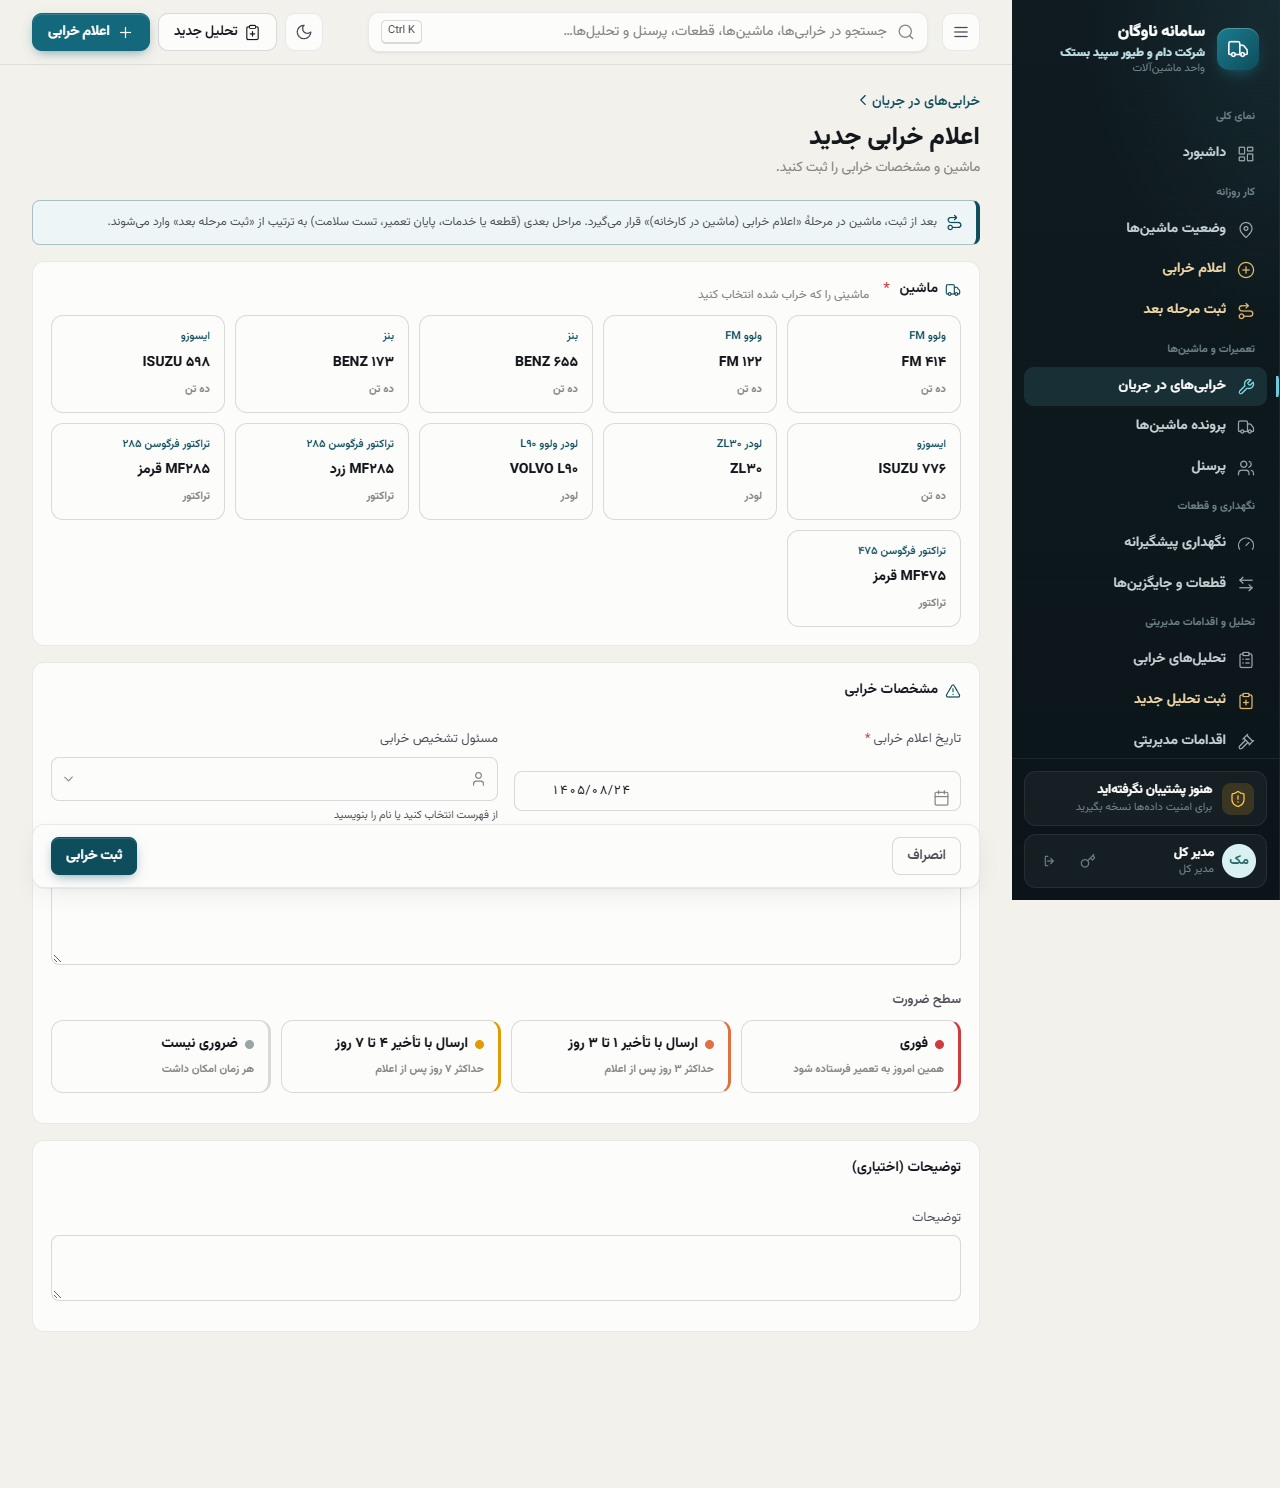 سامانه ناوگان
شرکت دام و طیور سپید بستک
واحد ماشین‌آلات
نمای کلی
داشبورد
کار روزانه
وضعیت ماشین‌ها
اعلام خرابی
ثبت مرحله بعد
تعمیرات و ماشین‌ها
خرابی‌های در جریان
پرونده ماشین‌ها
پرسنل
نگهداری و قطعات
نگهداری پیشگیرانه
قطعات و جایگزین‌ها
تحلیل و اقدامات مدیریتی
تحلیل‌های خرابی
ثبت تحلیل جدید
اقدامات مدیریتی
هنوز پشتیبان نگرفته‌اید
برای امنیت داده‌ها نسخه بگیرید
مک
مدیر کل
مدیر کل
جستجو در خرابی‌ها، ماشین‌ها، قطعات، پرسنل و تحلیل‌ها...
Ctrl K
تحلیل جدید
اعلام خرابی
خرابی‌های در جریان
اعلام خرابی جدید
ماشین و مشخصات خرابی را ثبت کنید.
بعد از ثبت، ماشین در مرحلهٔ «اعلام خرابی (ماشین در کارخانه)» قرار می‌گیرد. مراحل بعدی (قطعه یا خدمات، پایان تعمیر، تست سلامت) به ترتیب از «ثبت مرحله بعد» وارد می‌شوند.
ماشین *
ماشینی را که خراب شده انتخاب کنید
ولوو FM
FM ۴۱۴
ده تن
ولوو FM
FM ۱۲۲
ده تن
بنز
BENZ ۶۵۵
ده تن
بنز
BENZ ۱۷۳
ده تن
ایسوزو
ISUZU ۵۹۸
ده تن
ایسوزو
ISUZU ۷۷۶
ده تن
لودر ZL۳۰
ZL۳۰
لودر
لودر ولوو L۹۰
VOLVO L۹۰
لودر
تراکتور فرگوسن ۲۸۵
MF۲۸۵ زرد
تراکتور
تراکتور فرگوسن ۲۸۵
MF۲۸۵ قرمز
تراکتور
تراکتور فرگوسن ۴۷۵
MF۴۷۵ قرمز
تراکتور
مشخصات خرابی
تاریخ اعلام خرابی *
۱۴۰۵/۰۸/۲۴
مسئول تشخیص خرابی
از فهرست انتخاب کنید یا نام را بنویسید
انصراف
ثبت خرابی
سطح ضرورت
فوری
همین امروز به تعمیر فرستاده شود
ارسال با تأخیر ۱ تا ۳ روز
حداکثر ۳ روز پس از اعلام
ارسال با تأخیر ۴ تا ۷ روز
حداکثر ۷ روز پس از اعلام
ضروری نیست
هر زمان امکان داشت
توضیحات (اختیاری)
توضیحات